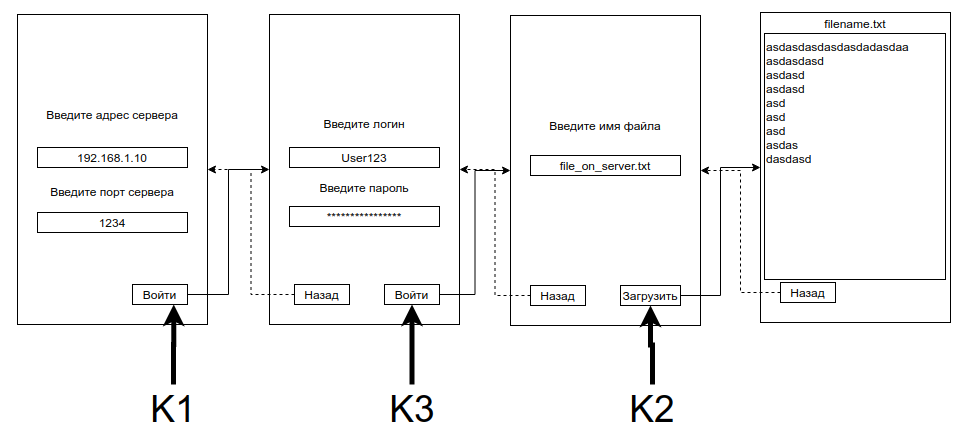 Введите адрес сервера
192.168.1.10
Введите порт сервера
1234
Войти
Введите логин
User123
Введите пароль
****************
Назад
Войти
Введите имя файла
file_on_server.txt
Назад
Загрузить
filename.txt
asdasdasdasdasdadasdaa
asdasdasd
asdasd
asdasd
asd
asd
asd
asdas
dasdasd
Назад
K1
K3
K2